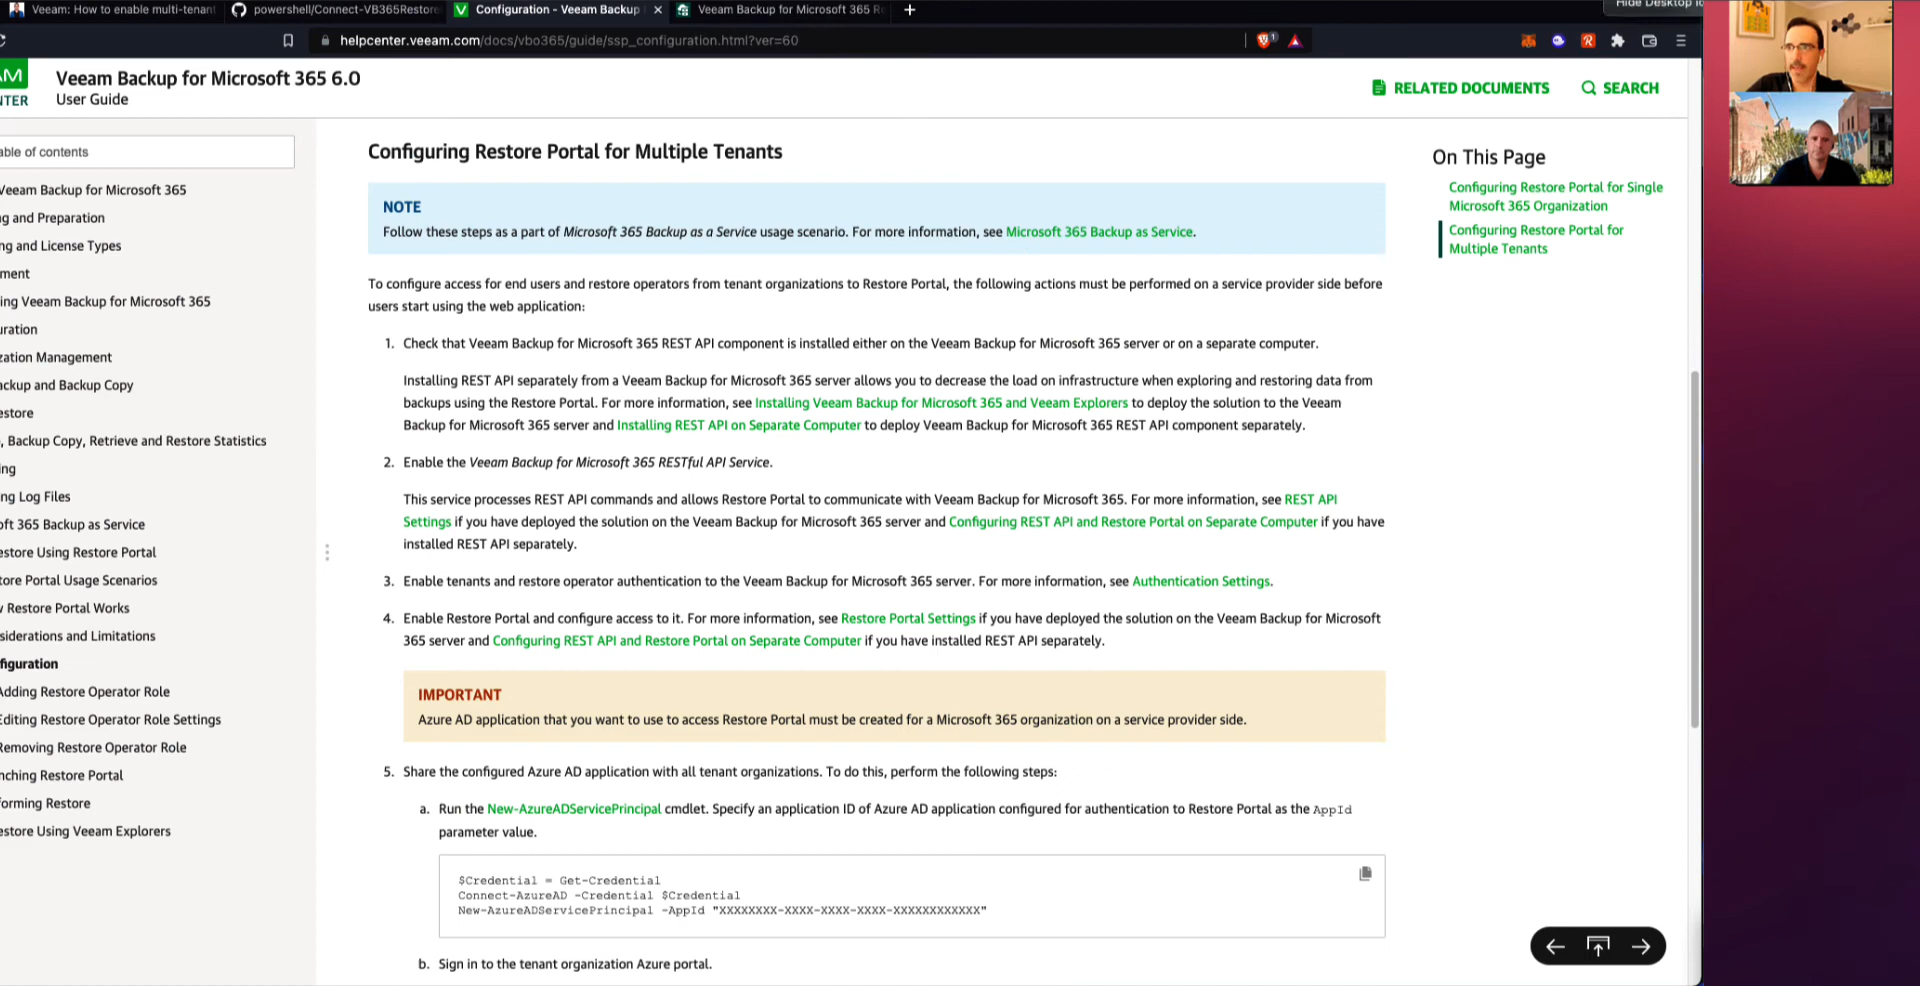 Veeam: How to enable multi-tenant
powershell/Connect-VB365Restore
Configuration - Veeam Backup
Veeam Backup for Microsoft 365 R
Hide Desktop Ic
helpcenter.veeam.com/docs/vbo365/guide/ssp_configuration.html?ver=60
Veeam Backup for Microsoft 365 6.0
User Guide
RELATED DOCUMENTS
SEARCH
able of contents
Veeam Backup for Microsoft 365
g and Preparation
ng and License Types
ment
ing Veeam Backup for Microsoft 365
uration
zation Management
ackup and Backup Copy
estore
, Backup Copy, Retrieve and Restore Statistics
ing
ng Log Files
oft 365 Backup as Service
estore Using Restore Portal
tore Portal Usage Scenarios
w Restore Portal Works
siderations and Limitations
figuration
Adding Restore Operator Role
Editing Restore Operator Role Settings
Removing Restore Operator Role
nching Restore Portal
orming Restore
estore Using Veeam Explorers
Configuring Restore Portal for Multiple Tenants
NOTE
Follow these steps as a part of Microsoft 365 Backup as a Service usage scenario. For more information, see Microsoft 365 Backup as Service.
To configure access for end users and restore operators from tenant organizations to Restore Portal, the following actions must be performed on a service provider side before
users start using the web application:
1. Check that Veeam Backup for Microsoft 365 REST API component is installed either on the Veeam Backup for Microsoft 365 server or on a separate computer.
Installing REST API separately from a Veeam Backup for Microsoft 365 server allows you to decrease the load on infrastructure when exploring and restoring data from
backups using the Restore Portal. For more information, see Installing Veeam Backup for Microsoft 365 and Veeam Explorers to deploy the solution to the Veeam
Backup for Microsoft 365 server and Installing REST API on Separate Computer to deploy Veeam Backup for Microsoft 365 REST API component separately.
2. Enable the Veeam Backup for Microsoft 365 RESTful API Service.
This service processes REST API commands and allows Restore Portal to communicate with Veeam Backup for Microsoft 365. For more information, see REST API
Settings if you have deployed the solution on the Veeam Backup for Microsoft 365 server and Configuring REST API and Restore Portal on Separate Computer if you have
installed REST API separately.
3. Enable tenants and restore operator authentication to the Veeam Backup for Microsoft 365 server. For more information, see Authentication Settings.
4. Enable Restore Portal and configure access to it. For more information, see Restore Portal Settings if you have deployed the solution on the Veeam Backup for Microsoft
365 server and Configuring REST API and Restore Portal on Separate Computer if you have installed REST API separately.
IMPORTANT
Azure AD application that you want to use to access Restore Portal must be created for a Microsoft 365 organization on a service provider side.
5. Share the configured Azure AD application with all tenant organizations. To do this, perform the following steps:
a. Run the New-AzureADServicePrincipal cmdlet. Specify an application ID of Azure AD application configured for authentication to Restore Portal as the AppId
parameter value.
$Credential = Get-Credential
Connect-AzureAD -Credential $Credential
New-AzureADServicePrincipal -AppId "XXXXXXXX-XXXX-XXXX-XXXX-XXXXXXXXXXXX"
b. Sign in to the tenant organization Azure portal.
On This Page
Configuring Restore Portal for Single
Microsoft 365 Organization
Configuring Restore Portal for
Multiple Tenants